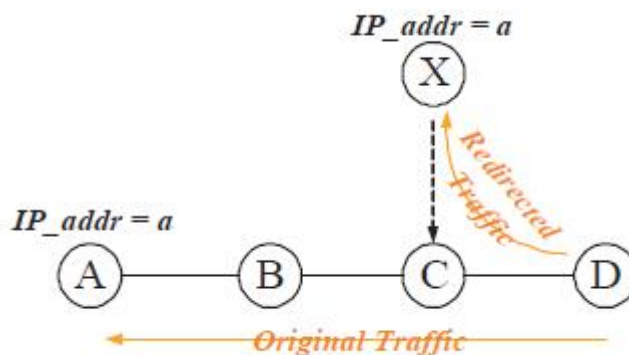 IP_addr = a
X
Redirected
Traffic
IP_addr = a
A
B
C
D
Original Traffic